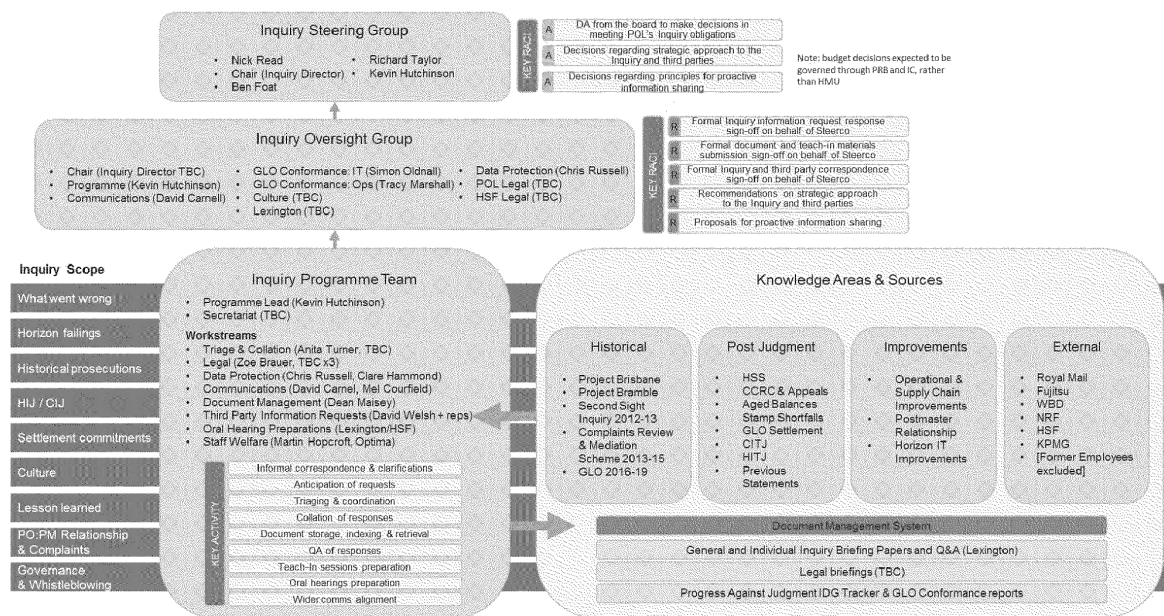 Inquiry Steering Group
• Nick Read
• Chair (Inquiry Director)
• Ben Foat
• Richard Taylor
• Kevin Hutchinson
KEY RACI
A DA from the board to make decisions in
meeting POL's Inquiry obligations
A Decisions regarding strategic approach to the
Inquiry and third parties
A Decisions regarding principles for proactive
information sharing
Note: budget decisions expected to be
governed through PRB and IC, rather
than HMU
Inquiry Oversight Group
• Chair (Inquiry Director TBC)
• Programme (Kevin Hutchinson)
• Communications (David Carnell)
• GLO Conformance: IT (Simon Oldnall)
• GLO Conformance: Ops (Tracy Marshall)
• Culture (TBC)
• Lexington (TBC)
• Data Protection (Chris Russell)
• POL Legal (TBC)
• HSF Legal (TBC)
KEY RACI
R Formal Inquiry information request response
sign-off on behalf of Steerco
R Formal document and teach-in materials
submission sign-off on behalf of Steerco
R Formal Inquiry and third party correspondence
sign-off on behalf of Steerco
R Recommendations on strategic approach
to the Inquiry and third parties
R Proposals for proactive information sharing
Inquiry Scope
What went wrong
Horizon failings
Historical prosecutions
HIJ / CIJ
Settlement commitments
Culture
Lesson learned
PO:PM Relationship
& Complaints
Governance
& Whistleblowing
Inquiry Programme Team
• Programme Lead (Kevin Hutchinson)
• Secretariat (TBC)
Workstreams
• Triage & Collation (Anita Turner, TBC)
• Legal (Zoe Brauer, TBC x3)
• Data Protection (Chris Russell, Clare Hammond)
• Communications (David Carnel, Mel Courfield)
• Document Management (Dean Maisey)
• Third Party Information Requests (David Welsh + reps)
• Oral Hearing Preparations (Lexington/HSF)
• Staff Welfare (Martin Hopcroft, Optima)
KEY ACTIVITY
Informal correspondence & clarifications
Anticipation of requests
Triaging & coordination
Collation of responses
Document storage, indexing & retrieval
QA of responses
Teach-In sessions preparation
Oral hearings preparation
Wider comms alignment
Knowledge Areas & Sources
Historical
• Project Brisbane
• Project Bramble
• Second Sight
Inquiry 2012-13
• Complaints Review
& Mediation
Scheme 2013-15
• GLO 2016-19
Post Judgment
• HSS
• CCRC & Appeals
• Aged Balances
• Stamp Shortfalls
• GLO Settlement
• CITJ
• HITJ
• Previous
Statements
Improvements
• Operational &
Supply Chain
Improvements
• Postmaster
Relationship
• Horizon IT
Improvements
External
• Royal Mail
• Fujitsu
• WBD
• NRF
• HSF
• KPMG
• [Former Employees
excluded]
Document Management System
General and Individual Inquiry Briefing Papers and Q&A (Lexington)
Legal briefings (TBC)
Progress Against Judgment IDG Tracker & GLO Conformance reports